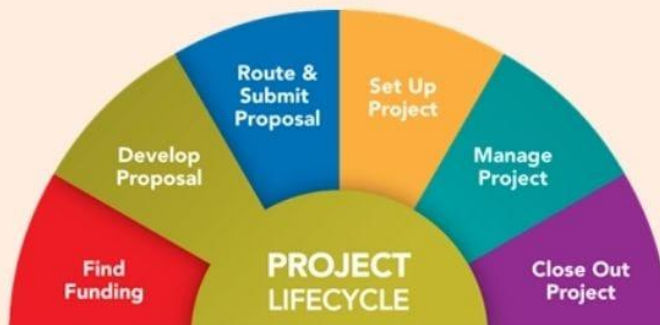 Find
Funding
Develop
Proposal
Route &
Submit
Proposal
Set Up
Project
Manage
Project
Close Out
Project
PROJECT
LIFECYCLE